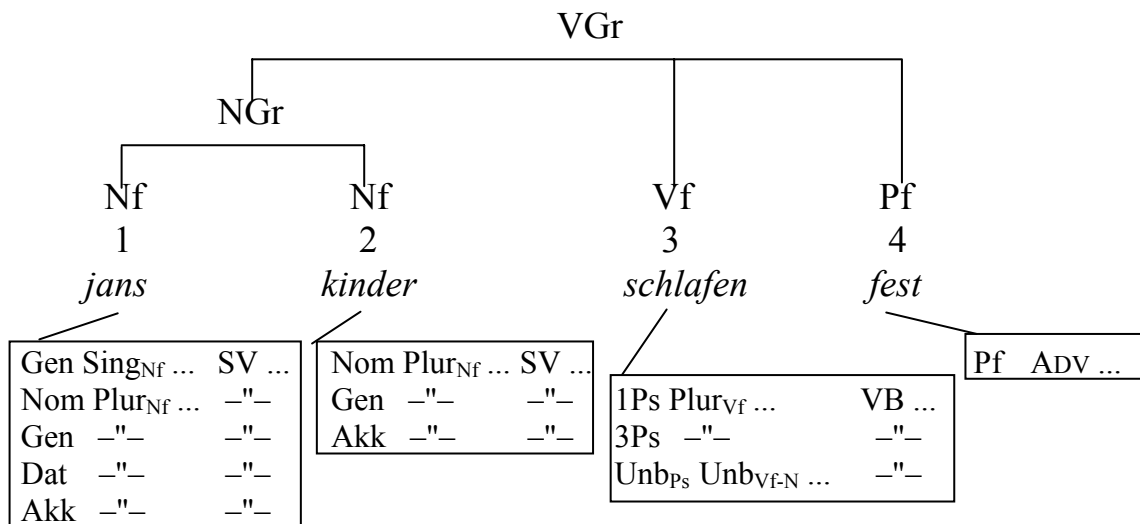 VGr
NGr
Nf Nf Vf Pf
1 2 3 4
jans kinder schlafen fest
Gen SingNf ... SV ...
Nom PlurNf ... –"–
Gen –"– –"–
Dat –"– –"–
Akk –"– –"–
Nom PlurNf ... SV ...
Gen –"– –"–
Akk –"– –"–
1Ps PlurVf ... VB ...
3Ps –"– –"–
UnbPs UnbVf-N ... –"–
Pf ADV ...